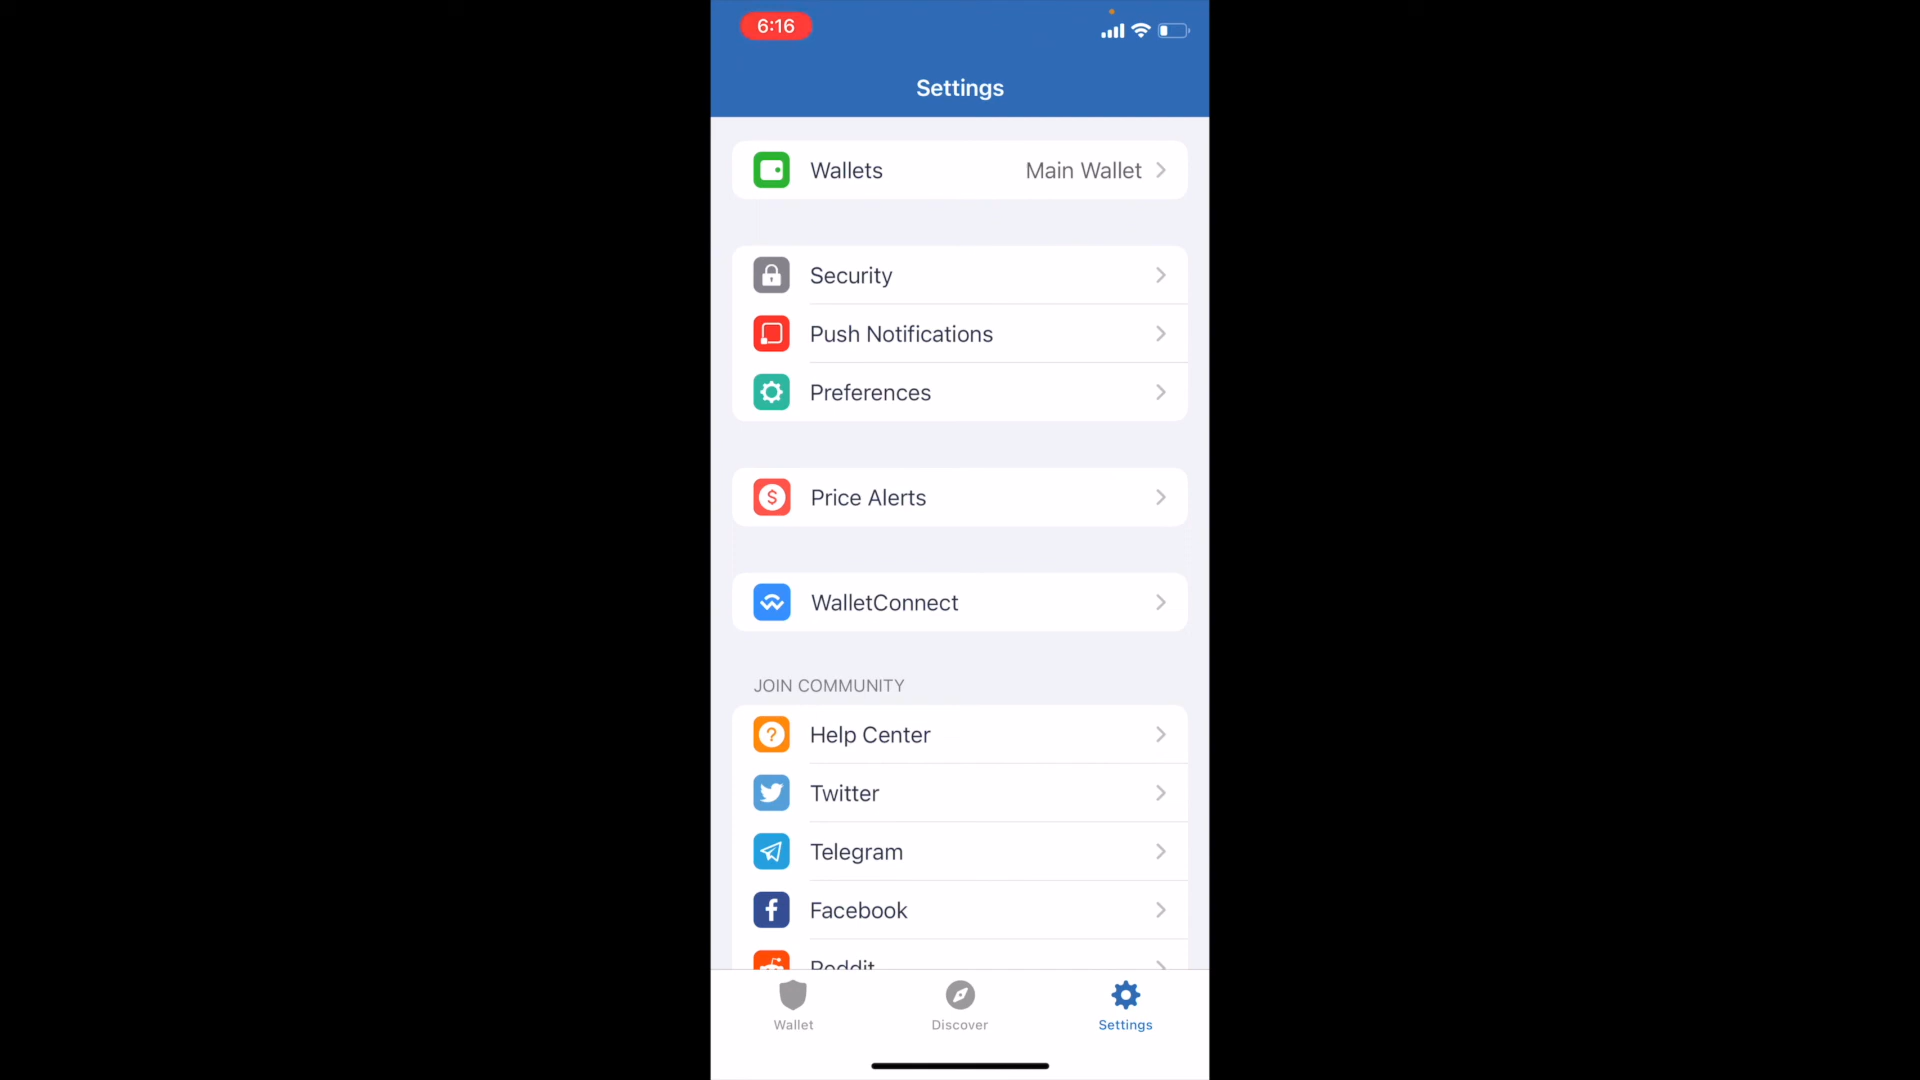 6:16
Settings
Wallets Main Wallet
Security
Push Notifications
Preferences
$ Price Alerts
WalletConnect
JOIN COMMUNITY
? Help Center
Twitter
Telegram
f Facebook
Reddit
Wallet Discover Settings